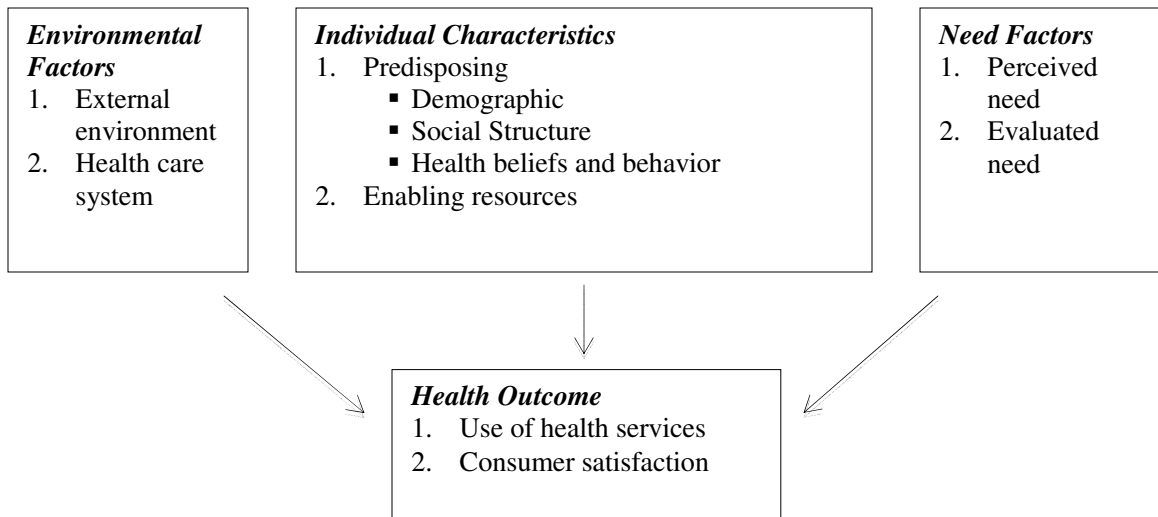 Environmental
Factors
1. External
environment
2. Health care
system
Individual Characteristics
1. Predisposing
▪ Demographic
▪ Social Structure
▪ Health beliefs and behavior
2. Enabling resources
Need Factors
1. Perceived
need
2. Evaluated
need
Health Outcome
1. Use of health services
2. Consumer satisfaction